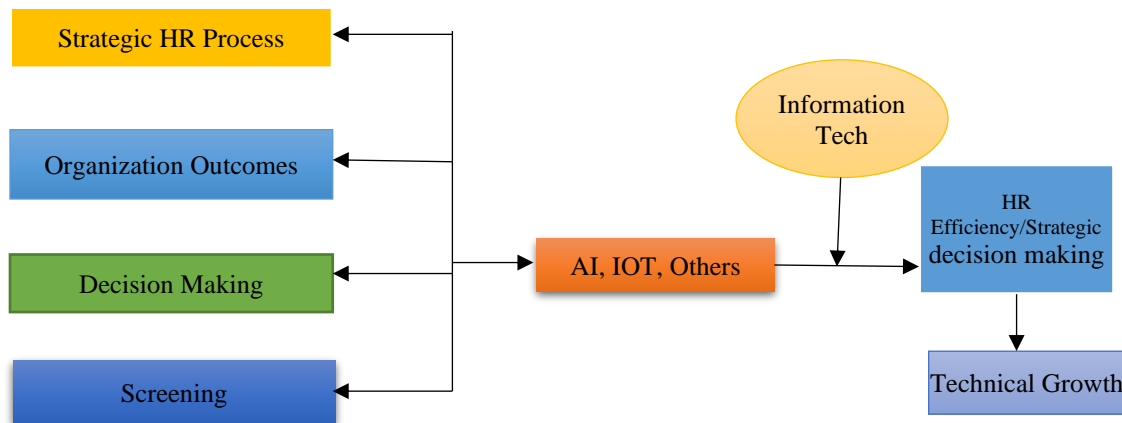 Strategic HR Process
Organization Outcomes
Decision Making
Screening
AI, IOT, Others
Information
Tech
HR
Efficiency/Strategic
decision making
Technical Growth